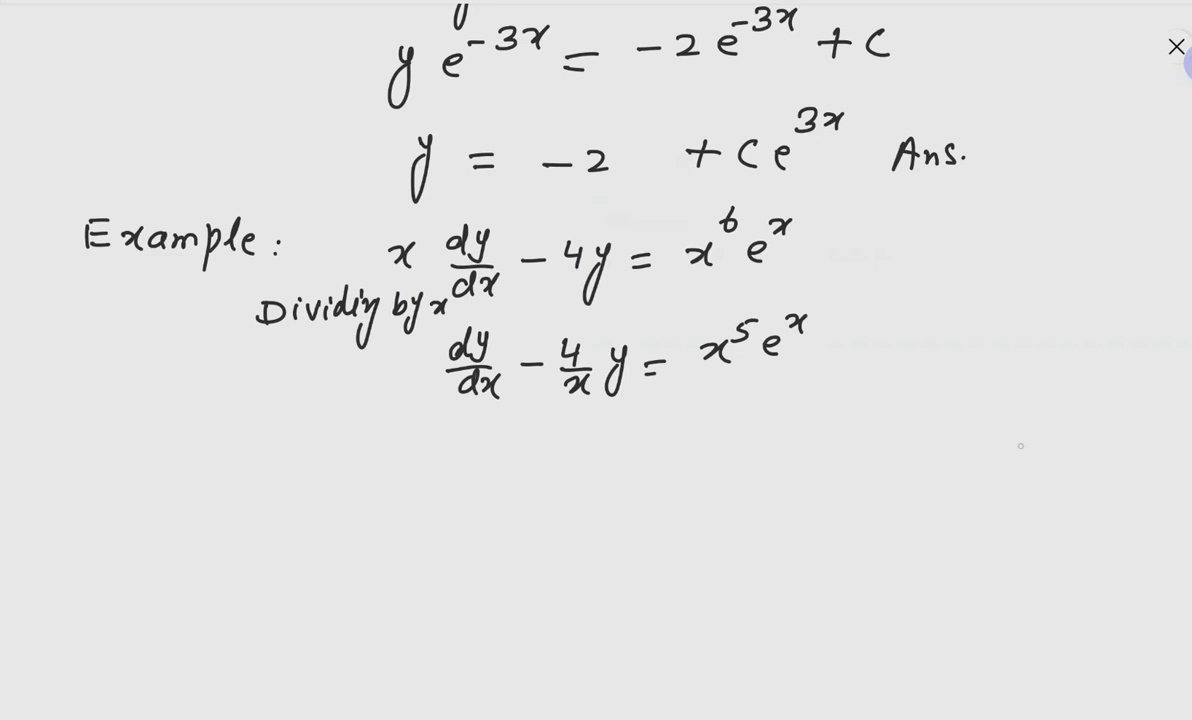 y e^{-3x} = -2 e^{-3x} + c
y = -2 + c e^{3x} Ans.
Example: x dy/dx - 4y = x^6 e^x
Dividing by x
dy/dx - 4/x y = x^5 e^x